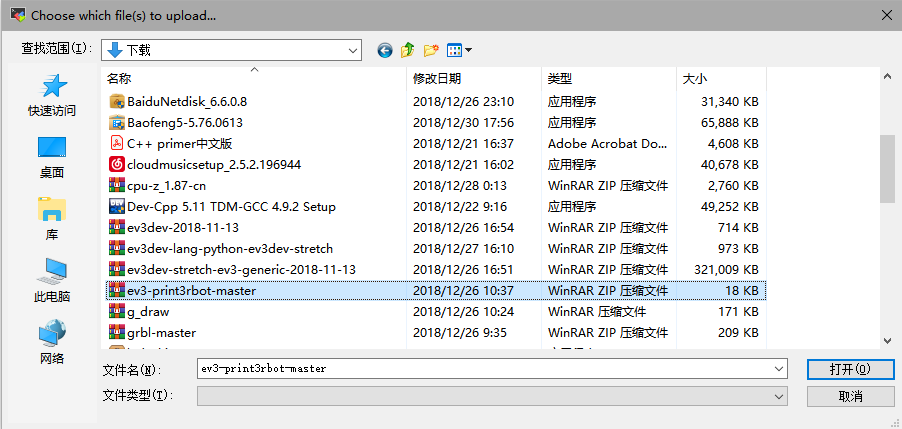 Choose which file(s) to upload...
查找范围(I): 下载
名称 修改日期 类型 大小
BaiduNetdisk_6.6.0.8 2018/12/26 23:10 应用程序 31,340 KB
Baofeng5-5.76.0613 2018/12/30 17:56 应用程序 65,888 KB
C++ primer中文版 2018/12/21 16:37 Adobe Acrobat Do... 4,608 KB
cloudmusicsetup_2.5.2.196944 2018/12/21 16:02 应用程序 40,678 KB
cpu-z_1.87-cn 2018/12/28 0:13 WinRAR ZIP 压缩文件 2,760 KB
Dev-Cpp 5.11 TDM-GCC 4.9.2 Setup 2018/12/22 9:16 应用程序 49,252 KB
ev3dev-2018-11-13 2018/12/26 16:54 WinRAR ZIP 压缩文件 714 KB
ev3dev-lang-python-ev3dev-stretch 2018/12/27 16:10 WinRAR ZIP 压缩文件 973 KB
ev3dev-stretch-ev3-generic-2018-11-13 2018/12/26 16:51 WinRAR ZIP 压缩文件 321,009 KB
ev3-print3rbot-master 2018/12/26 10:37 WinRAR ZIP 压缩文件 18 KB
g_draw 2018/12/26 10:24 WinRAR 压缩文件 171 KB
grbl-master 2018/12/26 9:35 WinRAR ZIP 压缩文件 209 KB
快速访问
桌面
库
此电脑
网络
文件名(N): ev3-print3rbot-master 打开(O)
文件类型(T): 取消